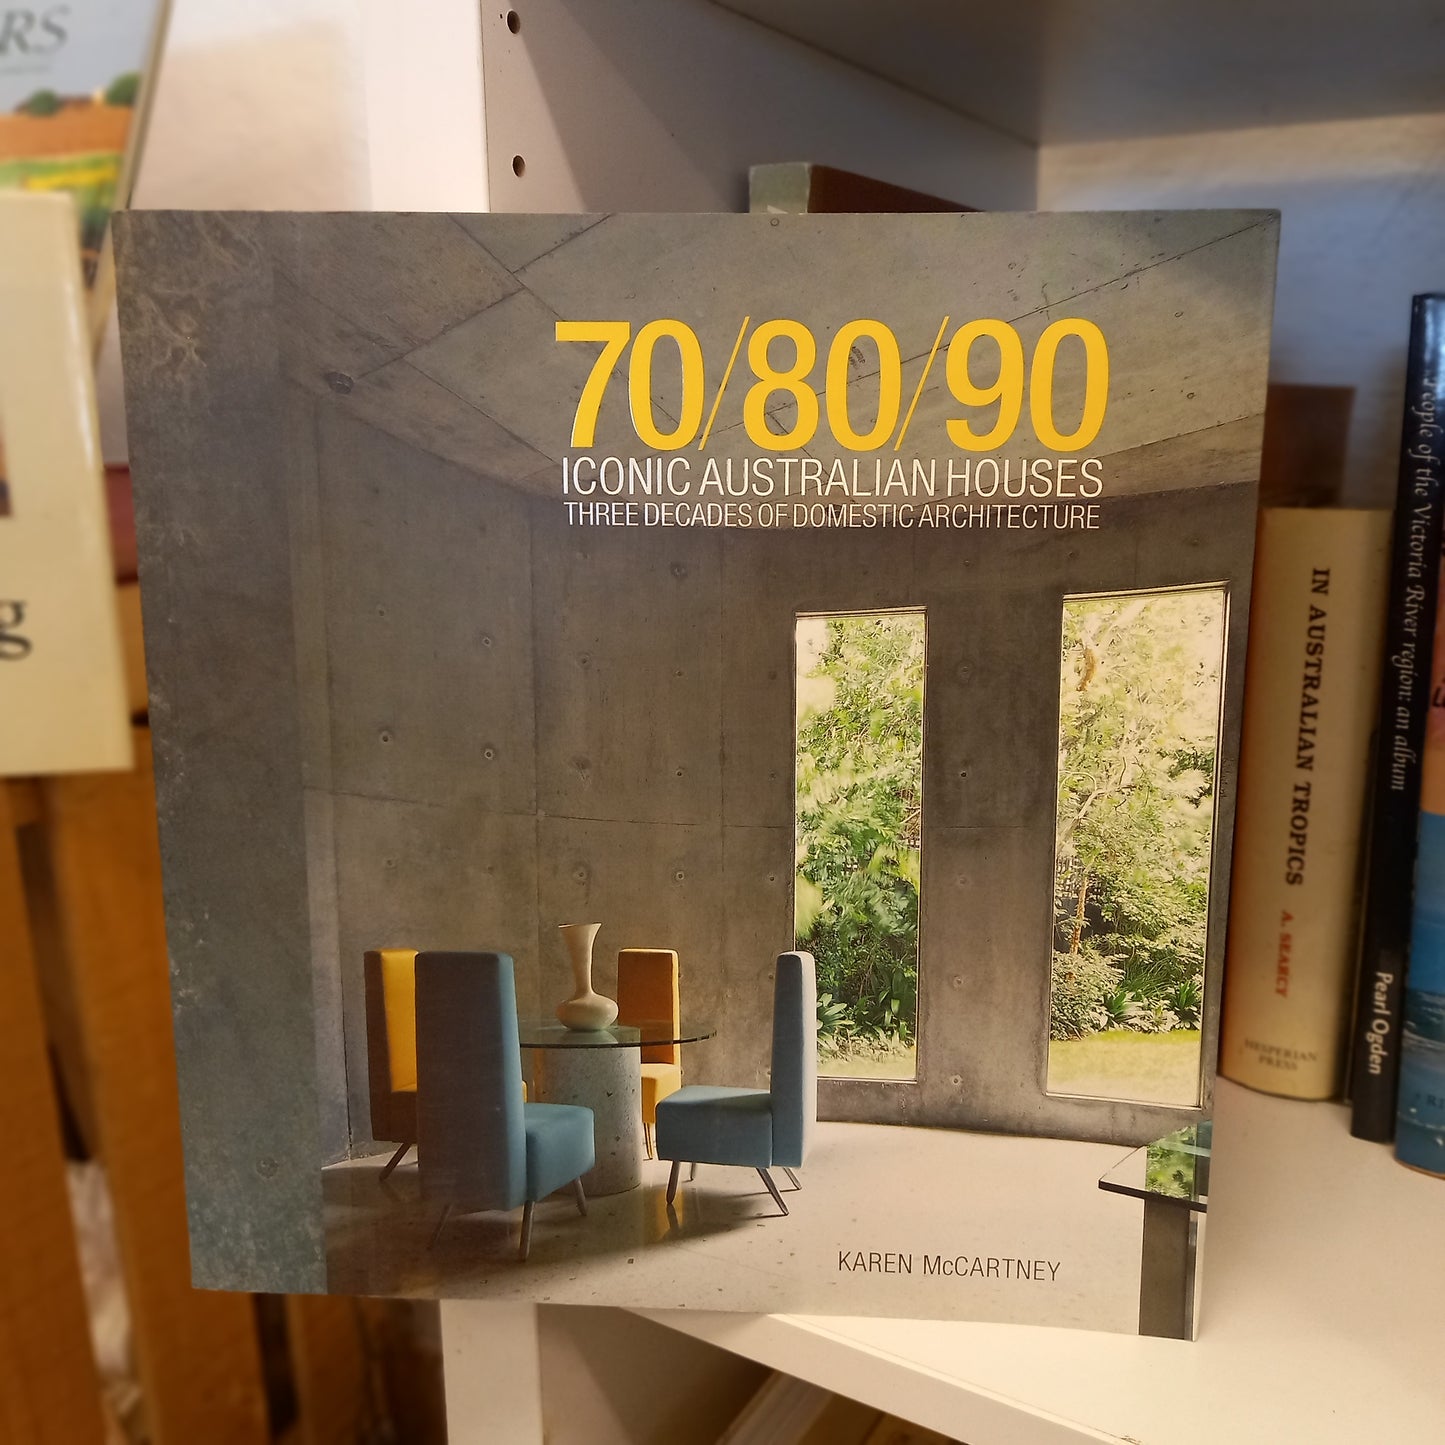 RS
g
70/80/90
ICONIC AUSTRALIAN HOUSES
THREE DECADES OF DOMESTIC ARCHITECTURE
KAREN McCARTNEY
IN AUSTRALIAN TROPICS
A. SEARCY
HESPERIAN
PRESS
People of the Victoria River region: an album
Pearl Ogden